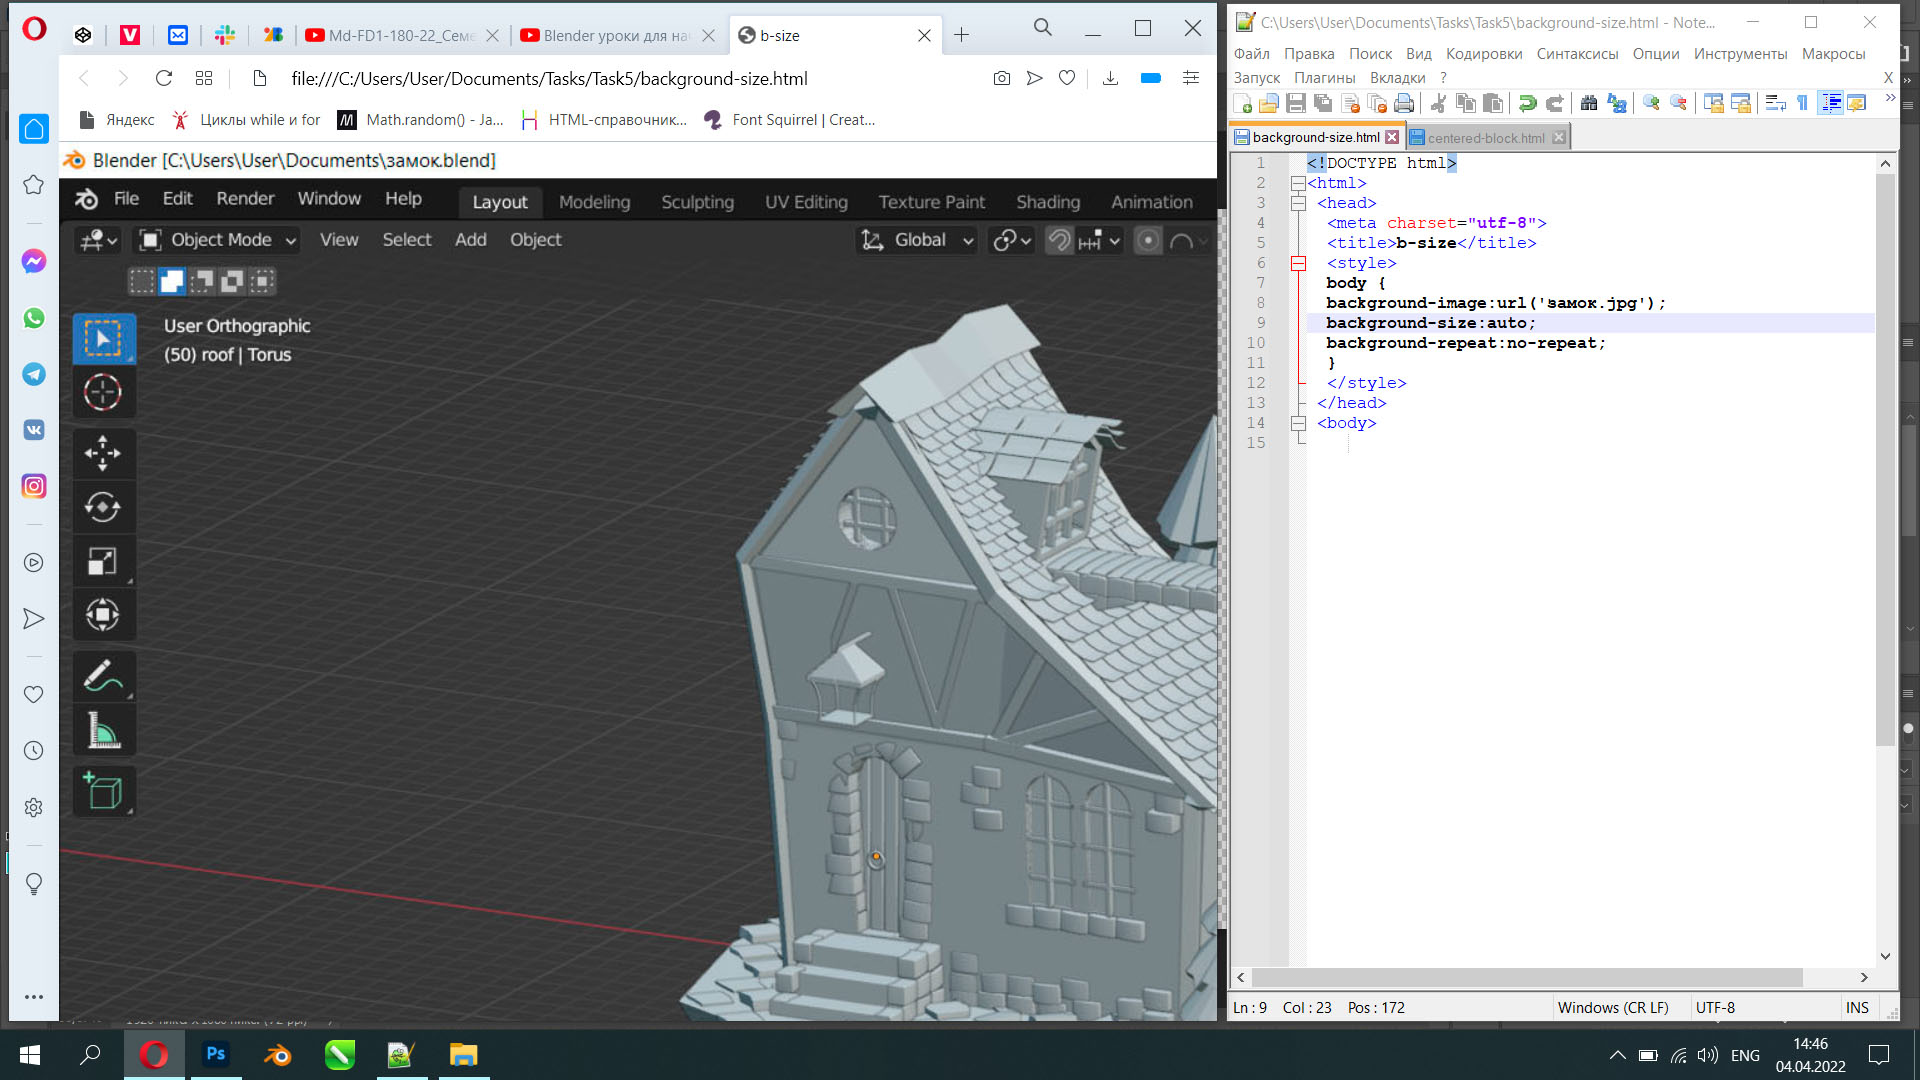 Md-FD1-180-22_Семе
Blender уроки для нач
b-size
file:///C:/Users/User/Documents/Tasks/Task5/background-size.html
Яндекс
Циклы while и for
Math.random() - Ja...
HTML-справочник...
Font Squirrel | Creat...
Blender [C:\Users\User\Documents\замок.blend]
File Edit Render Window Help Layout Modeling Sculpting UV Editing Texture Paint Shading Animation
Object Mode View Select Add Object Global
User Orthographic
(50) roof | Torus
C:\Users\User\Documents\Tasks\Task5\background-size.html - Note...
Файл Правка Поиск Вид Кодировки Синтаксисы Опции Инструменты Макросы
Запуск Плагины Вкладки ? X
background-size.html centered-block.html
1 <!DOCTYPE html>
2 <html>
3 <head>
4 <meta charset="utf-8">
5 <title>b-size</title>
6 <style>
7 body {
8 background-image:url('замок.jpg');
9 background-size:auto;
10 background-repeat:no-repeat;
11 }
12 </style>
13 </head>
14 <body>
15
Ln : 9 Col : 23 Pos : 172 Windows (CR LF) UTF-8 INS
Ps
ENG
14:46
04.04.2022